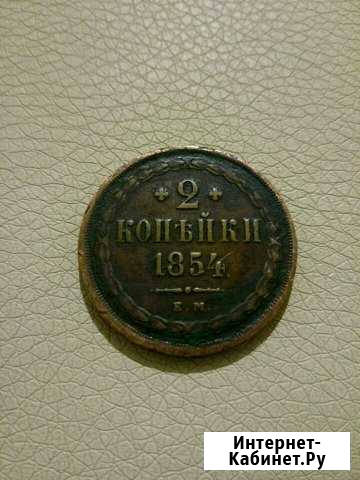 + 2 +
КОПѢЙКИ
1854
Е.М.
Интернет-
Кабинет.Ру